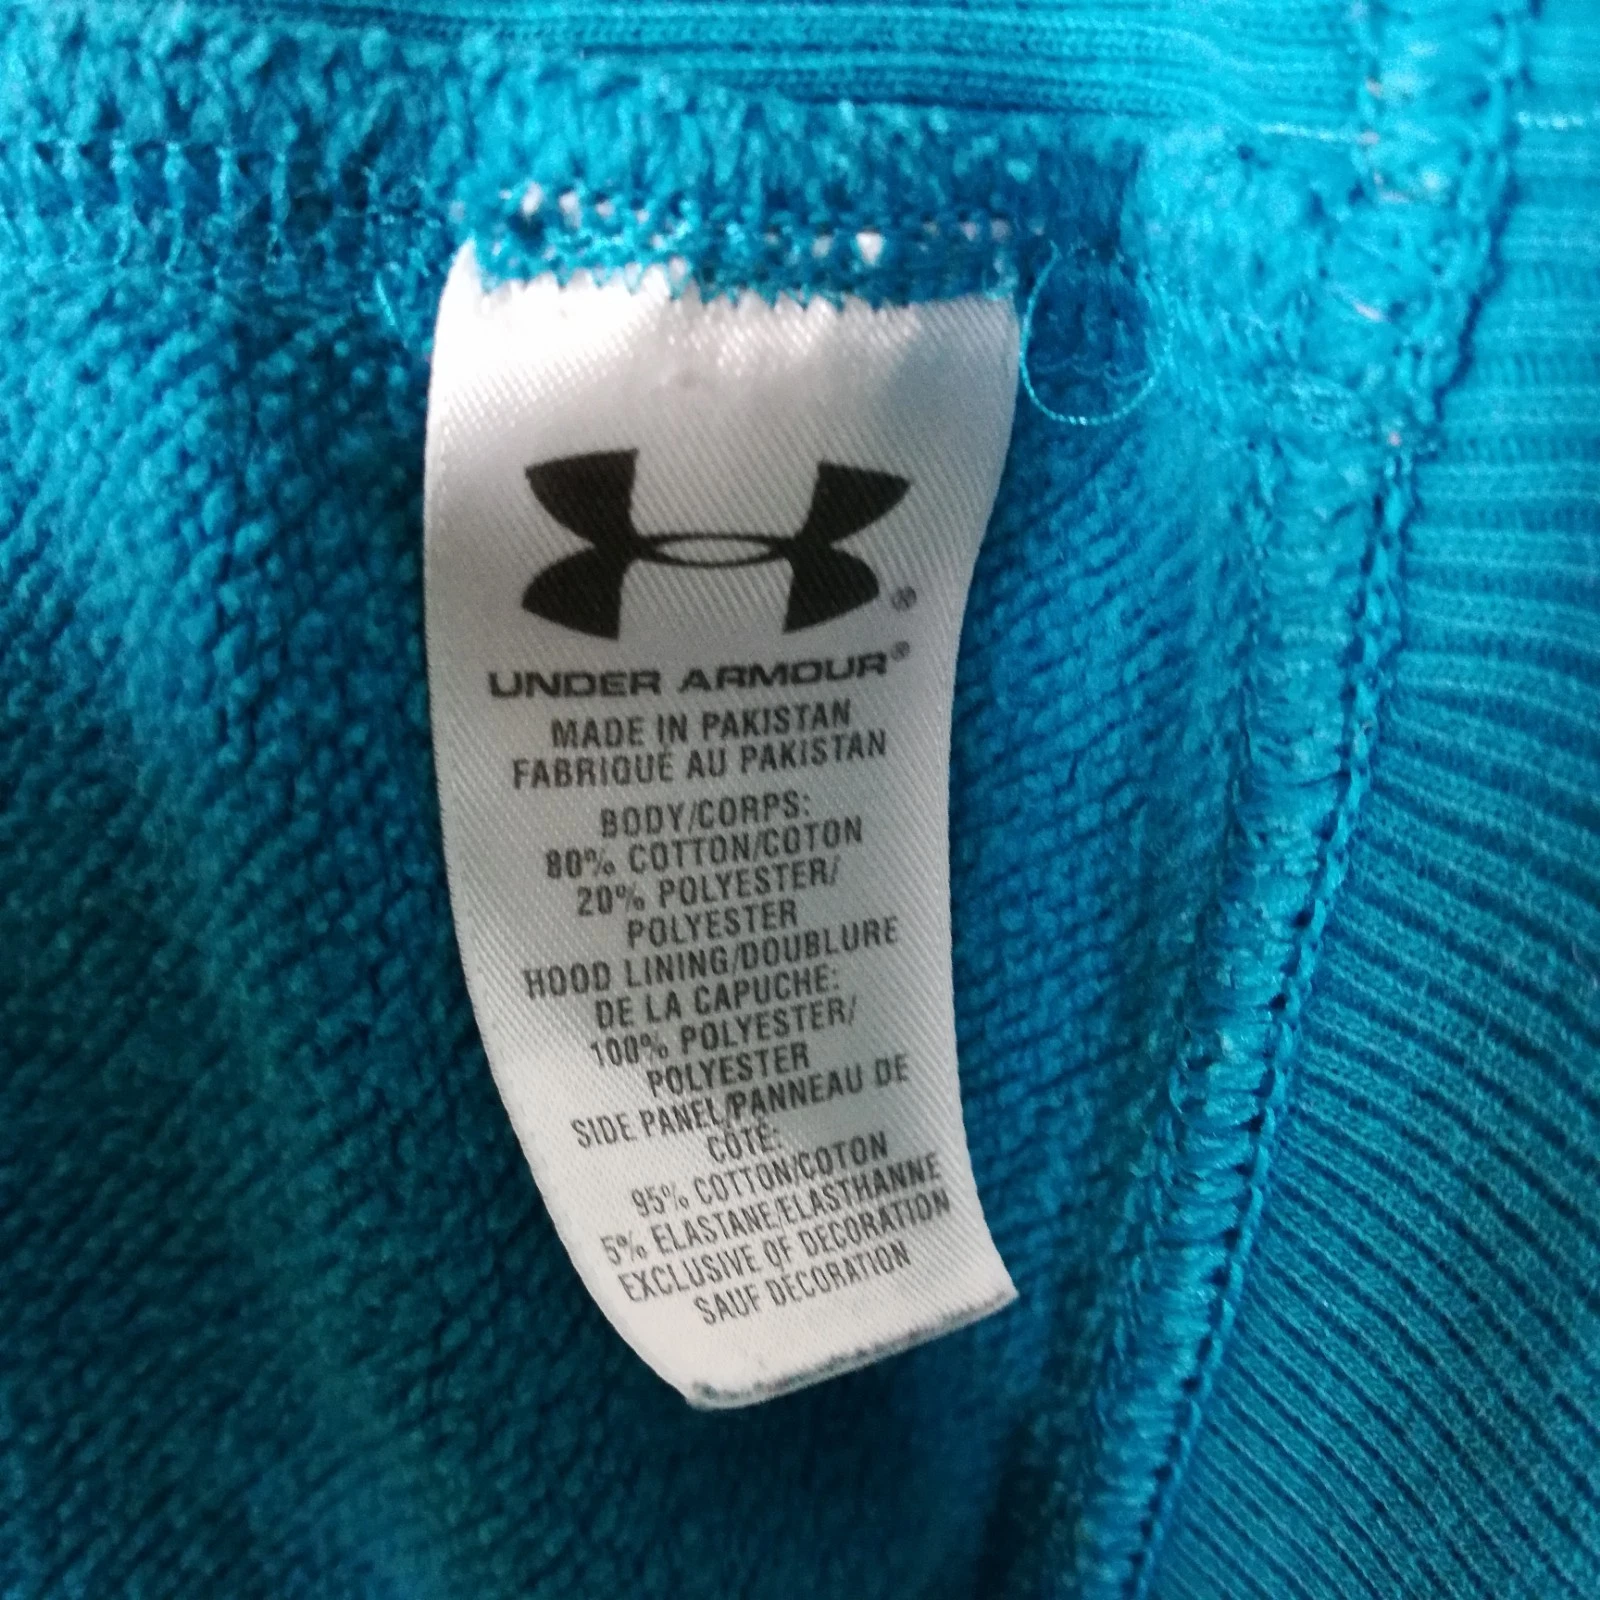 ®
UNDER ARMOUR®
MADE IN PAKISTAN
FABRIQUÉ AU PAKISTAN
BODY/CORPS:
80% COTTON/COTON
20% POLYESTER/
POLYESTER
HOOD LINING/DOUBLURE
DE LA CAPUCHE:
100% POLYESTER/
POLYESTER
SIDE PANEL/PANNEAU DE
CÔTÉ:
95% COTTON/COTON
5% ELASTANE/ELASTHANNE
EXCLUSIVE OF DECORATION
SAUF DÉCORATION